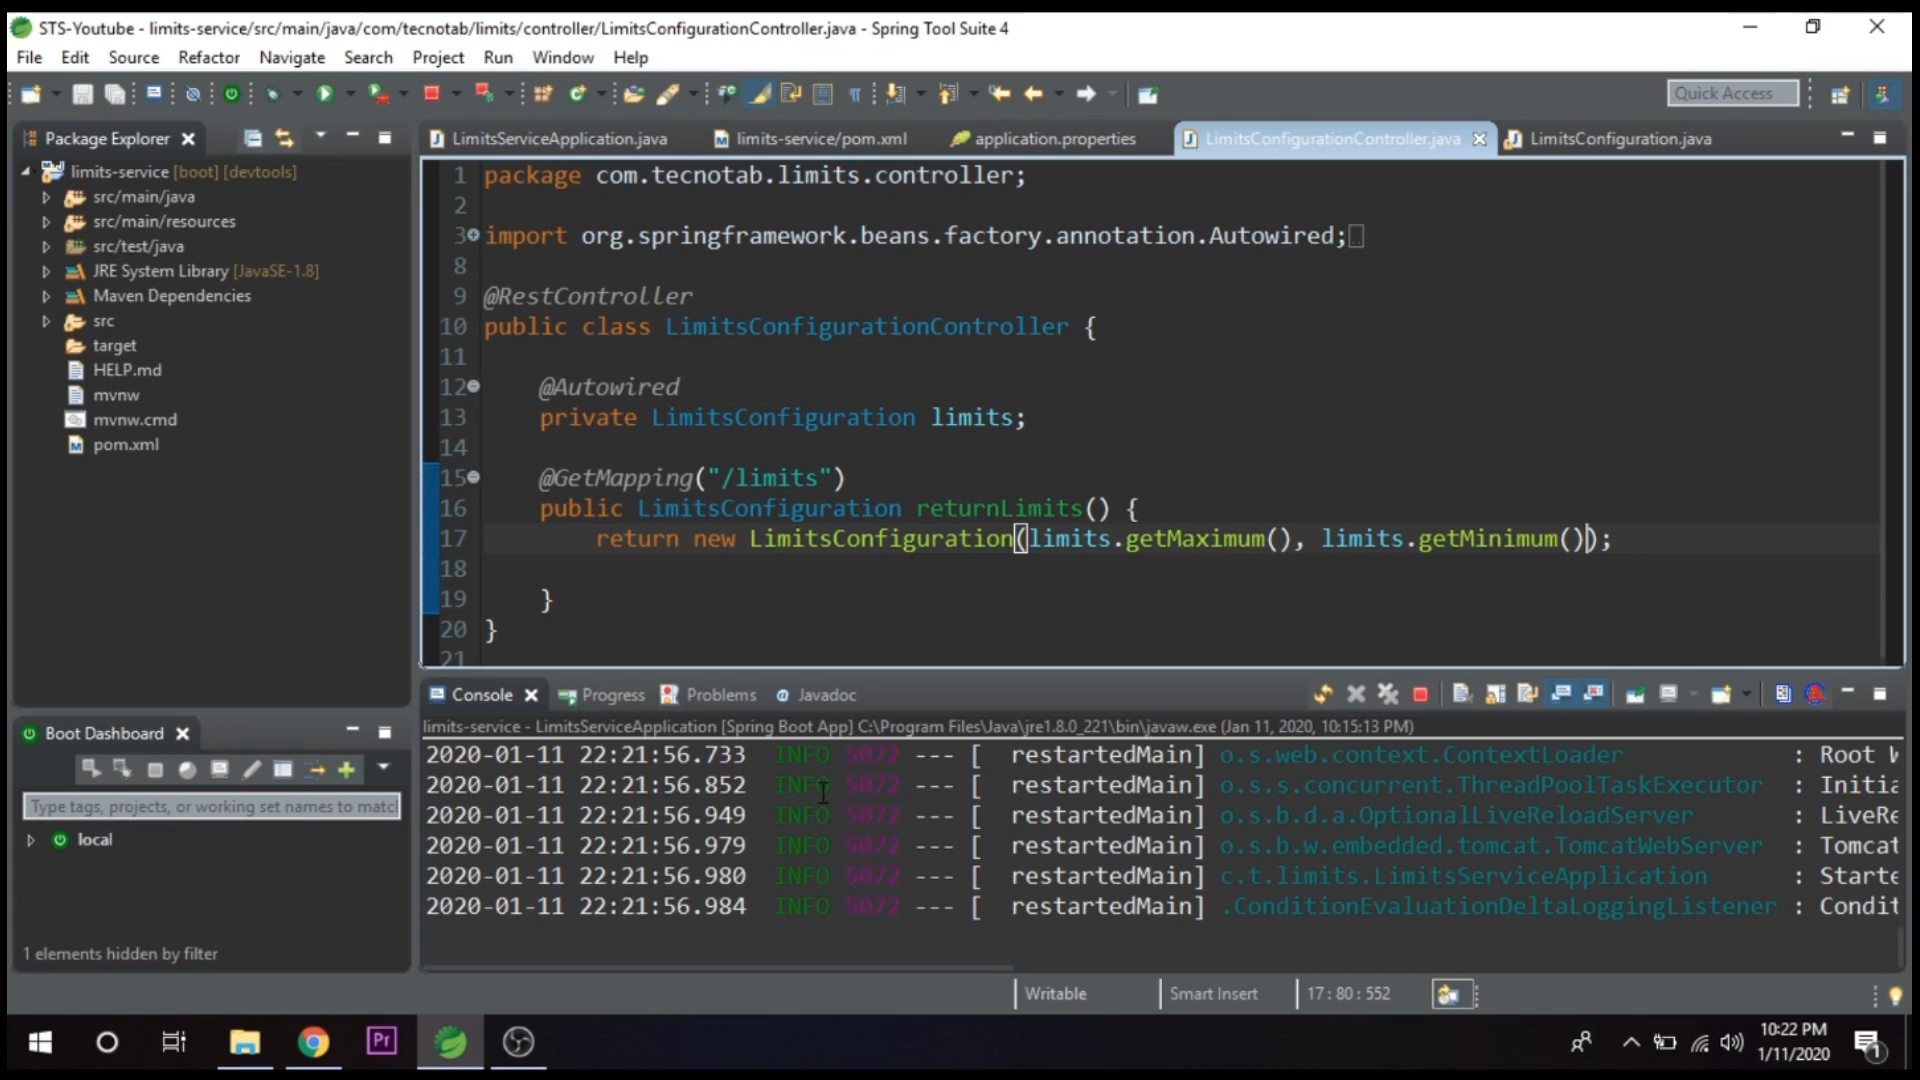 STS-Youtube - limits-service/src/main/java/com/tecnotab/limits/controller/LimitsConfigurationController.java - Spring Tool Suite 4
File Edit Source Refactor Navigate Search Project Run Window Help
Quick Access
Package Explorer
limits-service [boot] [devtools]
src/main/java
src/main/resources
src/test/java
JRE System Library [JavaSE-1.8]
Maven Dependencies
src
target
HELP.md
mvnw
mvnw.cmd
pom.xml
LimitsServiceApplication.java limits-service/pom.xml application.properties LimitsConfigurationController.java LimitsConfiguration.java
1 package com.tecnotab.limits.controller;
2
3 import org.springframework.beans.factory.annotation.Autowired;
8
9 @RestController
10 public class LimitsConfigurationController {
11
12 @Autowired
13 private LimitsConfiguration limits;
14
15 @GetMapping("/limits")
16 public LimitsConfiguration returnLimits() {
17 return new LimitsConfiguration(limits.getMaximum(), limits.getMinimum());
18
19 }
20 }
21
Boot Dashboard
Type tags, projects, or working set names to match
local
1 elements hidden by filter
Console Progress Problems Javadoc
limits-service - LimitsServiceApplication [Spring Boot App] C:\Program Files\Java\jre1.8.0_221\bin\javaw.exe (Jan 11, 2020, 10:15:13 PM)
2020-01-11 22:21:56.733 INFO 5072 --- [ restartedMain] o.s.web.context.ContextLoader : Root W
2020-01-11 22:21:56.852 INFO 5072 --- [ restartedMain] o.s.s.concurrent.ThreadPoolTaskExecutor : Initia
2020-01-11 22:21:56.949 INFO 5072 --- [ restartedMain] o.s.b.d.a.OptionalLiveReloadServer : LiveRe
2020-01-11 22:21:56.979 INFO 5072 --- [ restartedMain] o.s.b.w.embedded.tomcat.TomcatWebServer : Tomcat
2020-01-11 22:21:56.980 INFO 5072 --- [ restartedMain] c.t.limits.LimitsServiceApplication : Starte
2020-01-11 22:21:56.984 INFO 5072 --- [ restartedMain] .ConditionEvaluationDeltaLoggingListener : Condit
Writable Smart Insert 17 : 80 : 552
Pr
10:22 PM
1/11/2020
1